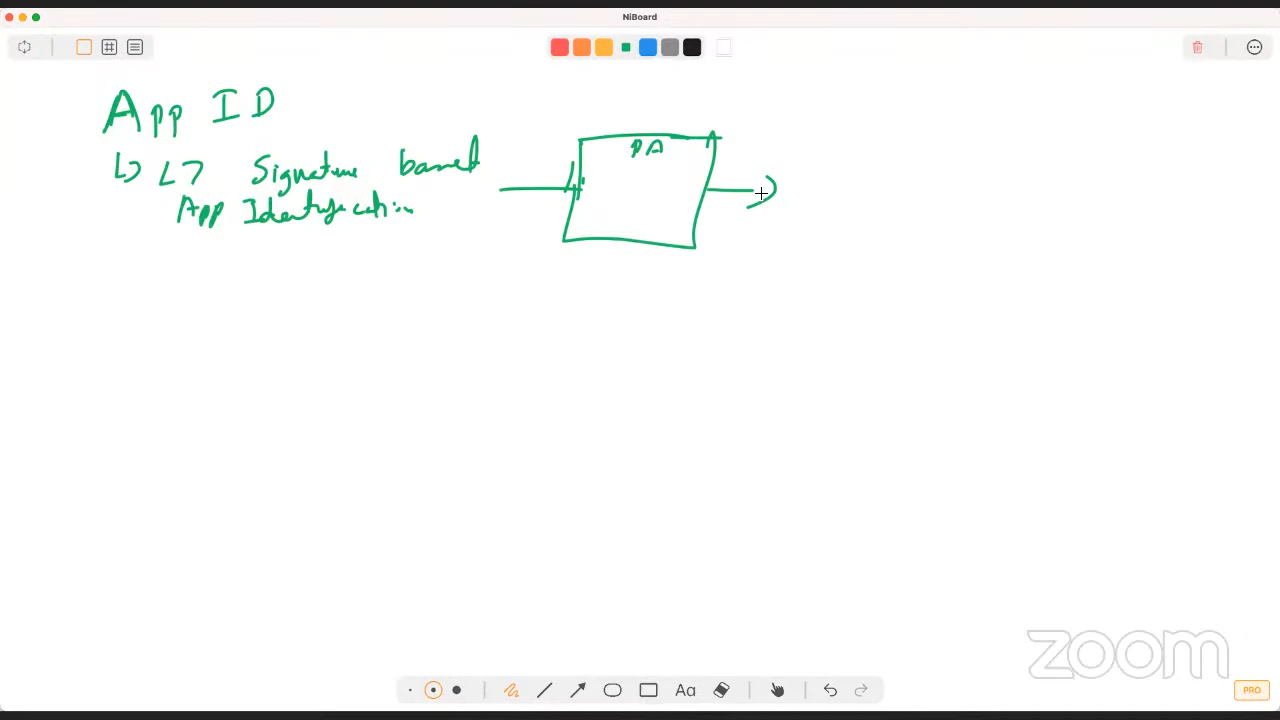 NiBoard
App ID
L7 Signature based
App Identification
PA
zoom
Aa
PRO